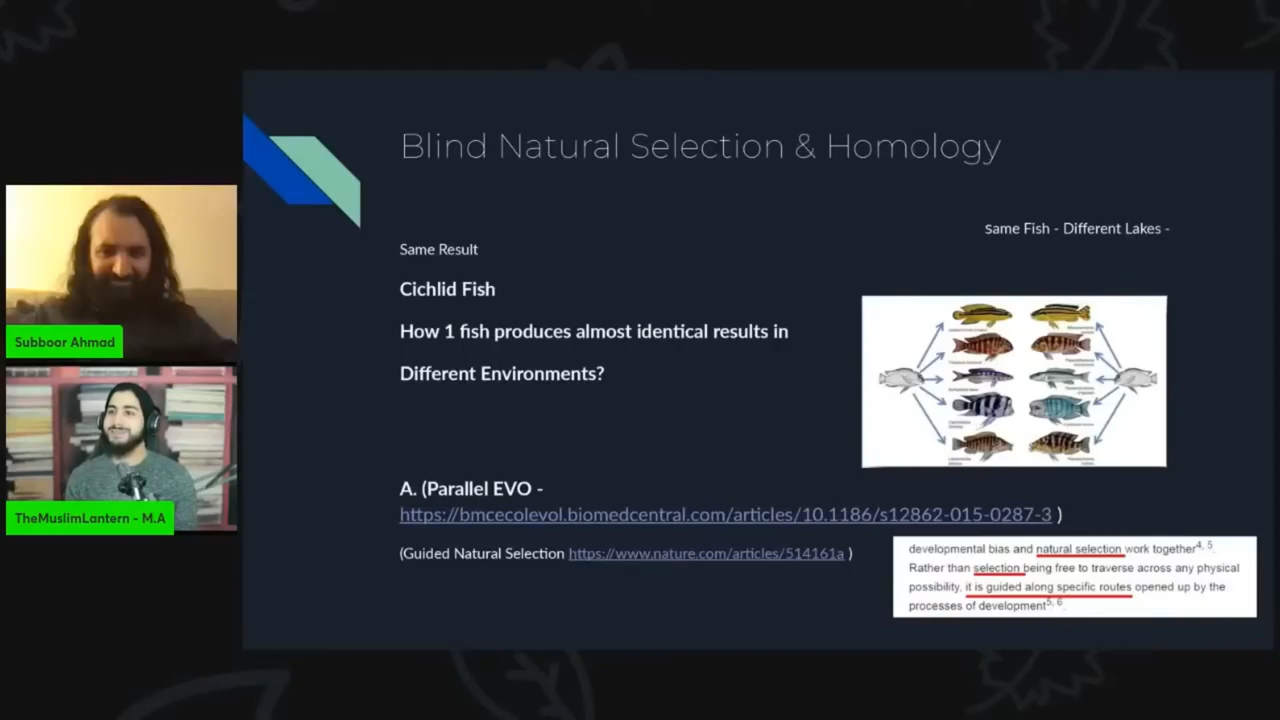 Blind Natural Selection & Homology
same Fish - Different Lakes -
Same Result
Cichlid Fish
How 1 fish produces almost identical results in
Different Environments?
Subboor Ahmad
TheMuslimLantern - M.A
A. (Parallel EVO -
https://bmcecolevol.biomedcentral.com/articles/10.1186/s12862-015-0287-3 )
(Guided Natural Selection https://www.nature.com/articles/514161a )
developmental bias and natural selection work together4, 5.
Rather than selection being free to traverse across any physical
possibility, it is guided along specific routes opened up by the
processes of development5, 6.